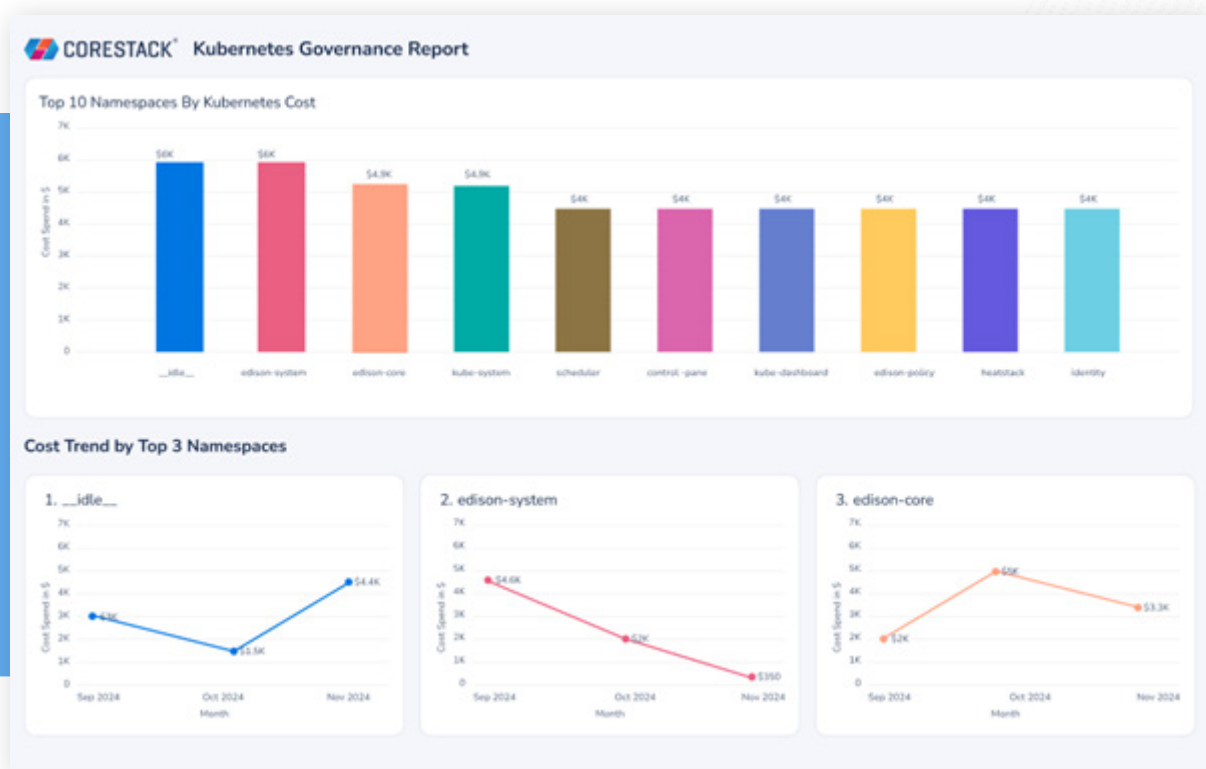 CORESTACK® Kubernetes Governance Report
Top 10 Namespaces By Kubernetes Cost
7K
6K
5K
4K
3K
2K
1K
0
Cost Spend in $
$6K $6K $4.9K $4.9K $4K $4K $4K $4K $4K $4K
__idle__ edison-system edison-core kube-system scheduler control -pane kube-dashboard edison-policy heatstack identity
Cost Trend by Top 3 Namespaces
1. __idle__
7K
6K
5K
4K
3K
2K
1K
0
Cost Spend in $
$3K $1.5K $4.4K
Sep 2024 Oct 2024 Nov 2024
Month
2. edison-system
7K
6K
5K
4K
3K
2K
1K
0
Cost Spend in $
$4.6K $2K $350
Sep 2024 Oct 2024 Nov 2024
Month
3. edison-core
7K
6K
5K
4K
3K
2K
1K
0
Cost Spend in $
$2K $5K $3.3K
Sep 2024 Oct 2024 Nov 2024
Month